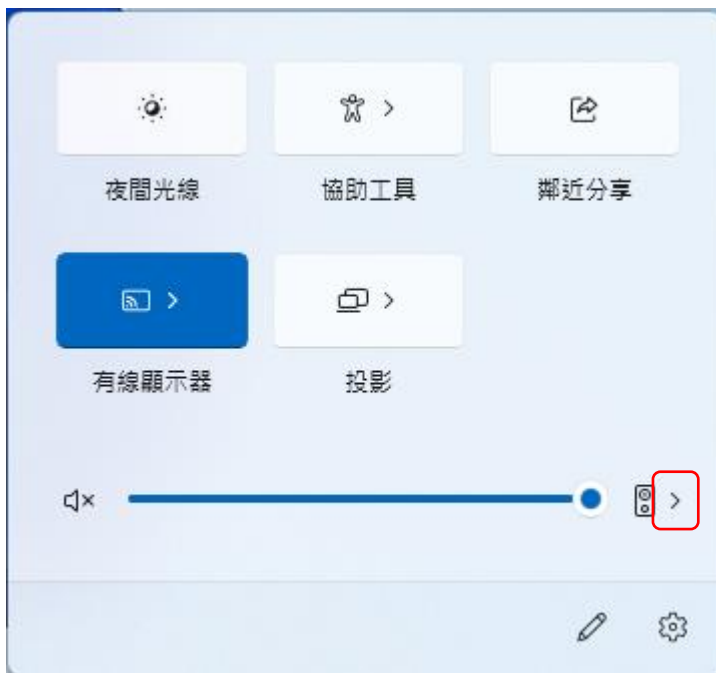 夜間光線
協助工具
鄰近分享
有線顯示器
投影